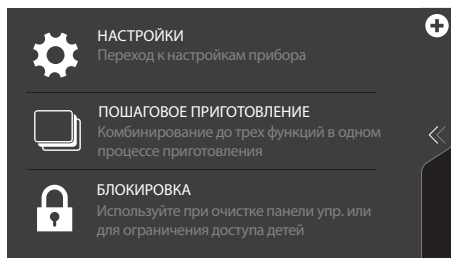 НАСТРОЙКИ
Переход к настройкам прибора
ПОШАГОВОЕ ПРИГОТОВЛЕНИЕ
Комбинирование до трех функций в одном
процессе приготовления
БЛОКИРОВКА
Используйте при очистке панели упр. или
для ограничения доступа детей